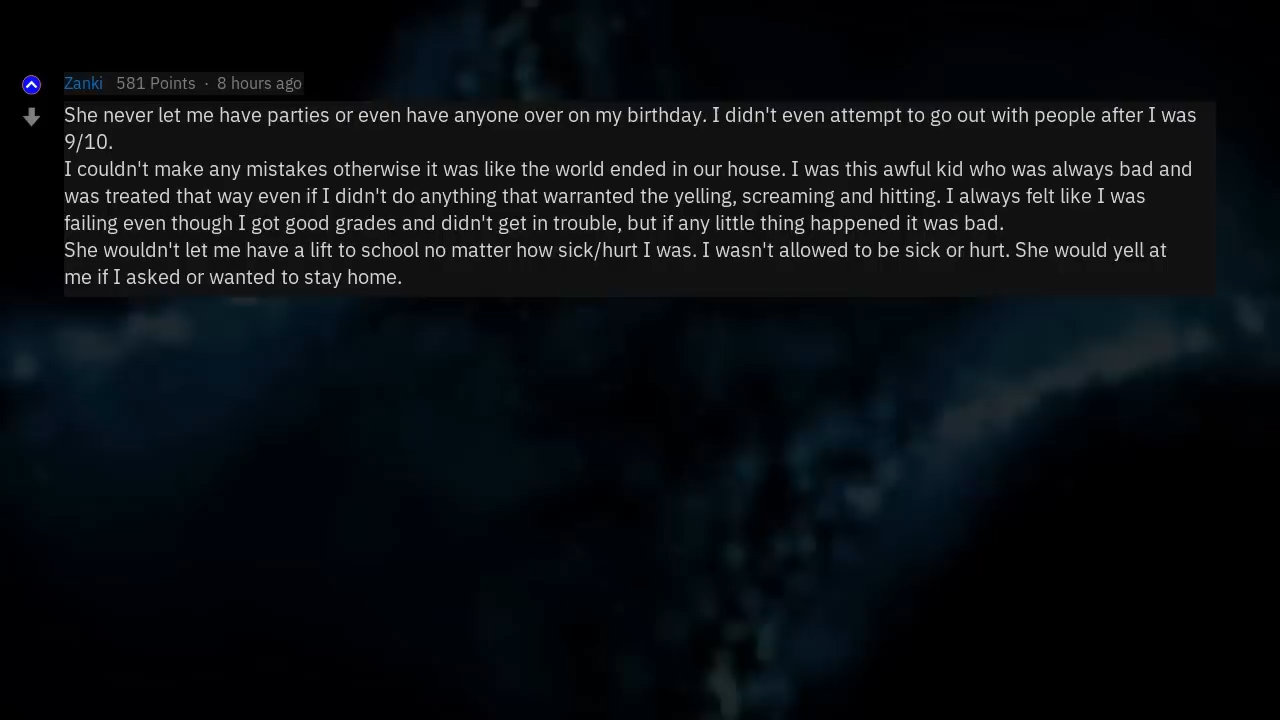 Zanki 581 Points · 8 hours ago
She never let me have parties or even have anyone over on my birthday. I didn't even attempt to go out with people after I was
9/10.
I couldn't make any mistakes otherwise it was like the world ended in our house. I was this awful kid who was always bad and
was treated that way even if I didn't do anything that warranted the yelling, screaming and hitting. I always felt like I was
failing even though I got good grades and didn't get in trouble, but if any little thing happened it was bad.
She wouldn't let me have a lift to school no matter how sick/hurt I was. I wasn't allowed to be sick or hurt. She would yell at
me if I asked or wanted to stay home.